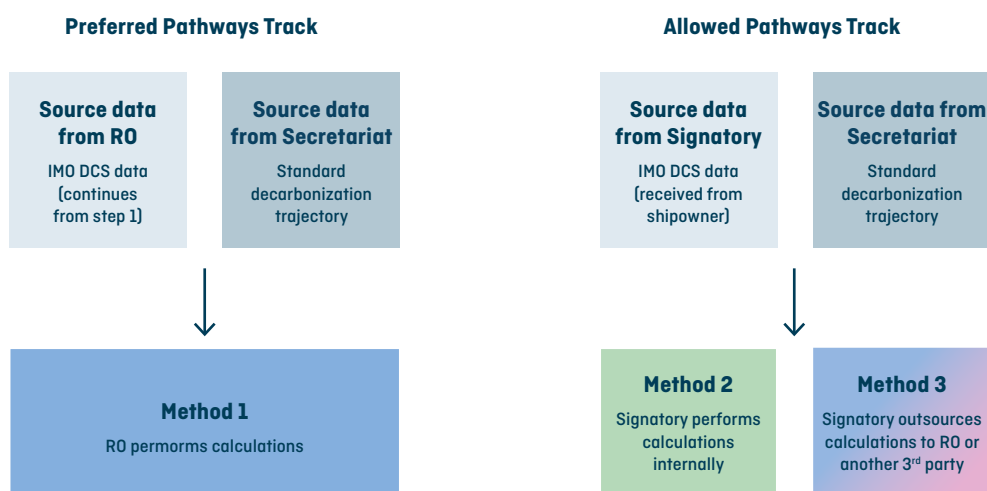 Preferred Pathways Track
Source data
from RO
IMO DCS data
(continues
from step 1)
Source data
from Secretariat
Standard
decarbonization
trajectory
Method 1
RO permorms calculations
Allowed Pathways Track
Source data
from Signatory
IMO DCS data
(received from
shipowner)
Source data from
Secretariat
Standard
decarbonization
trajectory
Method 2
Signatory performs
calculations
internally
Method 3
Signatory outsources
calculations to RO or
another 3rd party